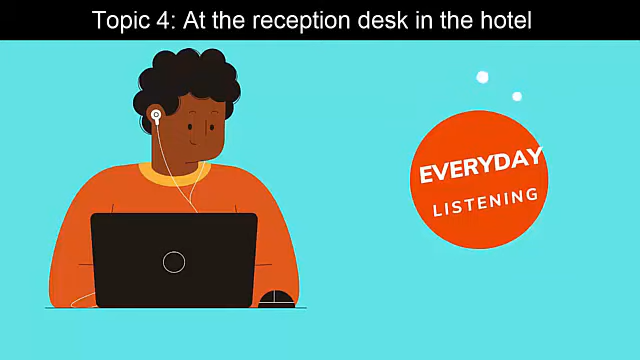 Topic 4: At the reception desk in the hotel
EVERYDAY
LISTENING